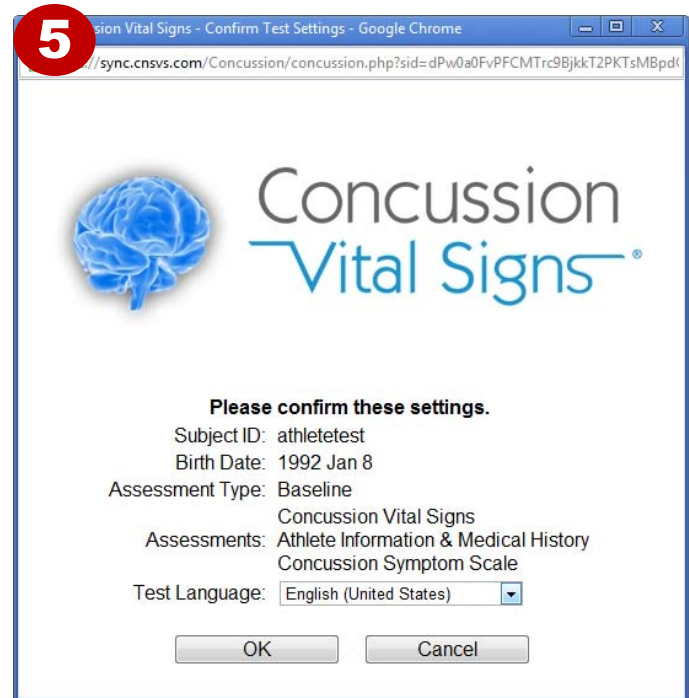 5
sion Vital Signs - Confirm Test Settings - Google Chrome
//sync.cnsvs.com/Concussion/concussion.php?sid=dPw0a0FvPFCMTrc9BjkkT2PKTsMBpd
Concussion
Vital Signs®
Please confirm these settings.
Subject ID: athletetest
Birth Date: 1992 Jan 8
Assessment Type: Baseline
Concussion Vital Signs
Assessments: Athlete Information & Medical History
Concussion Symptom Scale
Test Language: English (United States)
OK Cancel